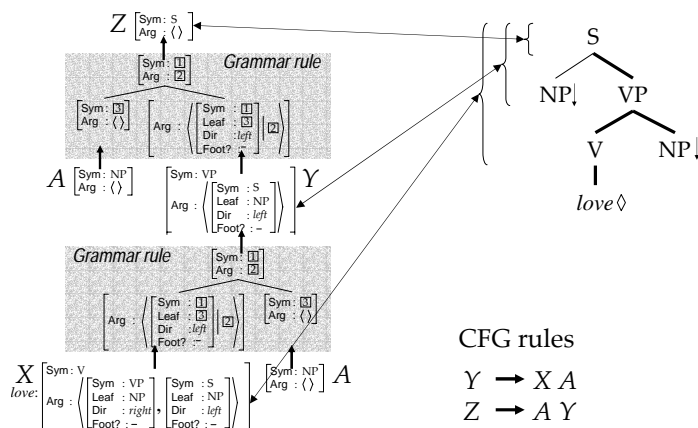 Z [Sym : S
Arg : ⟨ ⟩]
Grammar rule
[Sym : 1
Arg : 2]
[Sym : 3
Arg : ⟨ ⟩]
[Arg : ⟨[Sym : 1
Leaf : 3
Dir : left
Foot? : −] | 2⟩]
A [Sym : NP
Arg : ⟨ ⟩]
[Sym : VP
Arg : ⟨[Sym : S
Leaf : NP
Dir : left
Foot? : −]⟩] Y
Grammar rule
[Sym : 1
Arg : 2]
[Arg : ⟨[Sym : 1
Leaf : 3
Dir : left
Foot? : −] | 2⟩]
[Sym : 3
Arg : ⟨ ⟩]
X
love:
[Sym : V
Arg : ⟨[Sym : VP
Leaf : NP
Dir : right
Foot? : −], [Sym : S
Leaf : NP
Dir : left
Foot? : −]⟩]
[Sym : NP
Arg : ⟨ ⟩] A
S
NP↓ VP
V NP↓
love◊
CFG rules
Y → X A
Z → A Y